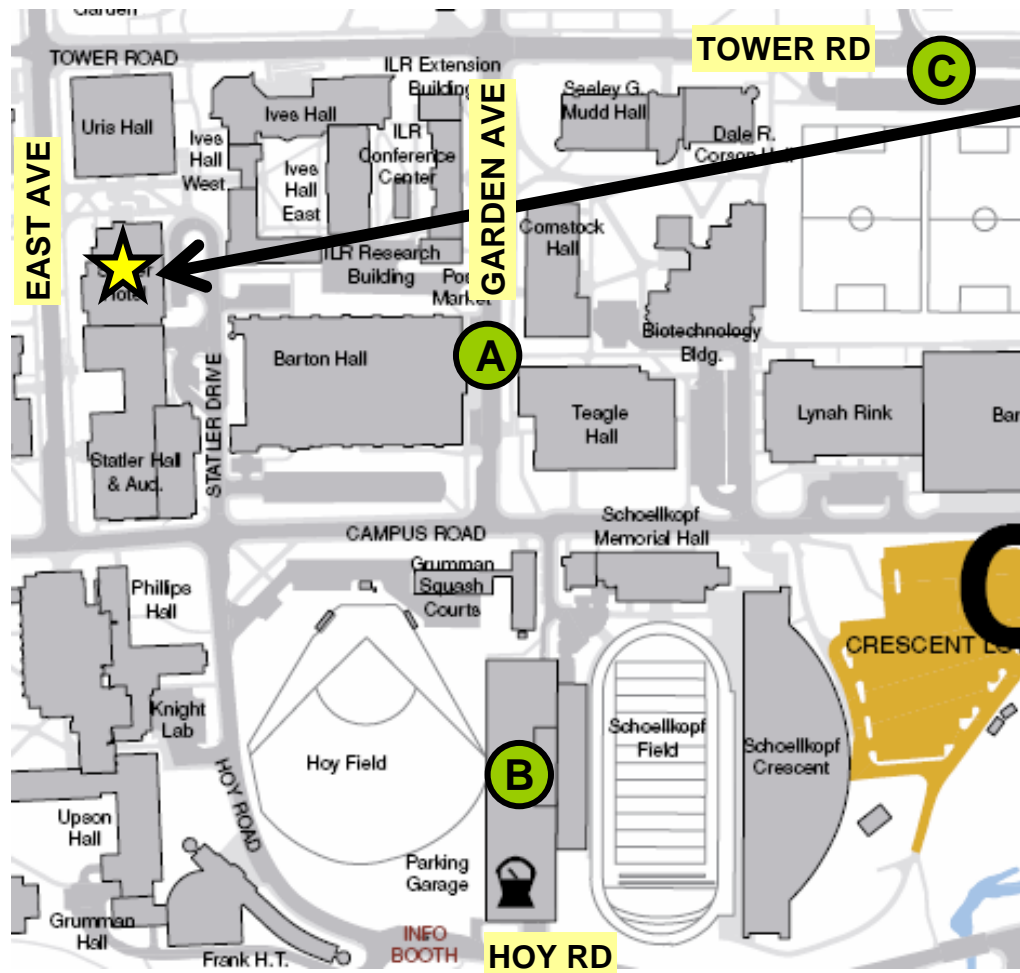 Garden
TOWER ROAD
TOWER RD
C
ILR Extension
Building
Uris Hall
Ives Hall
Seeley G.
Mudd Hall
Ives
Hall
West
ILR
Conference
Center
Dale R.
Corson Hall
Ives
Hall
East
EAST AVE
GARDEN AVE
Comstock
Hall
ILR Research
Building
Hotel
Market
Biotechnology
Bldg.
A
Barton Hall
STATLER DRIVE
Teagle
Hall
Lynah Rink
Bar
Statler Hall
& Aud.
CAMPUS ROAD
Schoellkopf
Memorial Hall
Grumman
Squash
Courts
Phillips
Hall
C
CRESCENT
Knight
Lab
Hoy Field
B
Schoellkopf
Field
Schoellkopf
Crescent
HOY ROAD
Upson
Hall
Parking
Garage
Grumman
Hall
Frank H.T.
INFO
BOOTH
HOY RD